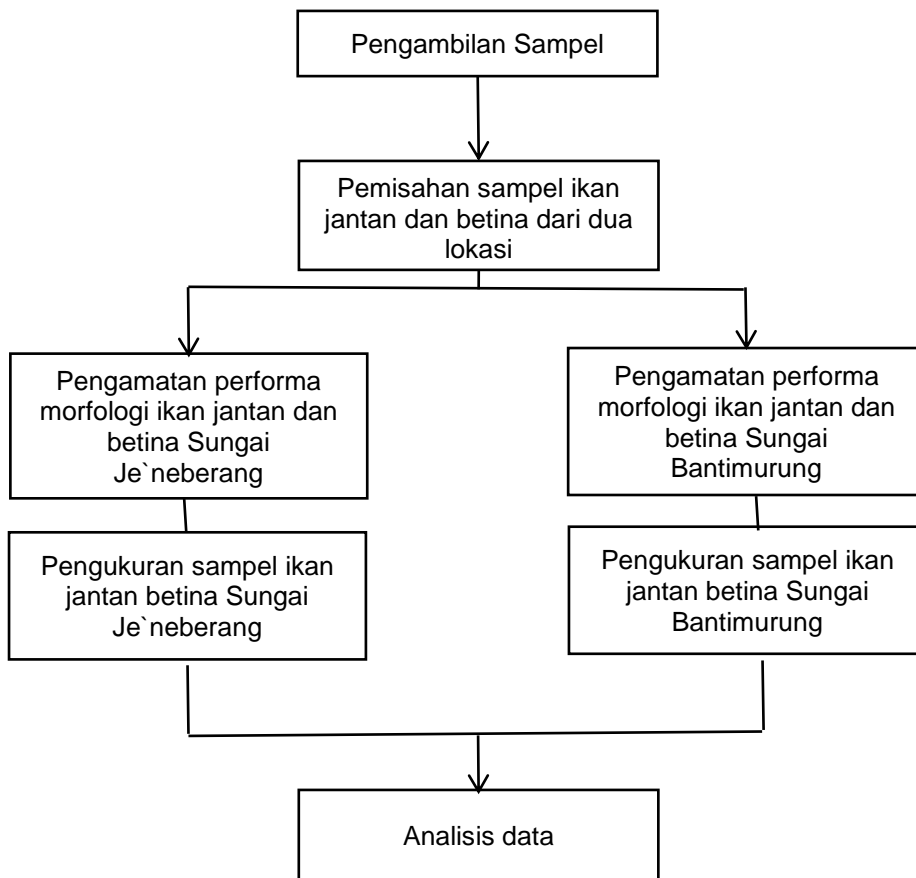 Pengambilan Sampel
Pemisahan sampel ikan
jantan dan betina dari dua
lokasi
Pengamatan performa
morfologi ikan jantan dan
betina Sungai
Je`neberang
Pengamatan performa
morfologi ikan jantan dan
betina Sungai
Bantimurung
Pengukuran sampel ikan
jantan betina Sungai
Je`neberang
Pengukuran sampel ikan
jantan betina Sungai
Bantimurung
Analisis data